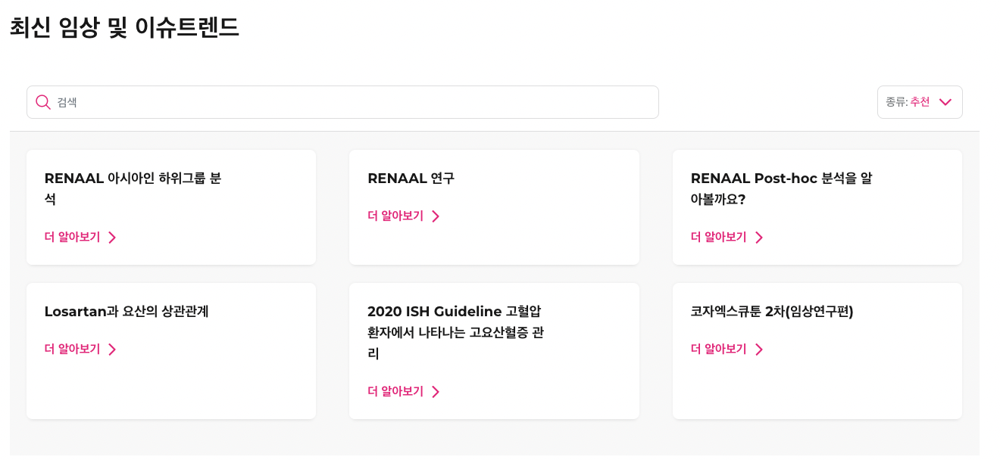 최신 임상 및 이슈트렌드
검색
종류: 추천
RENAAL 아시아인 하위그룹 분
석
더 알아보기
RENAAL 연구
더 알아보기
RENAAL Post-hoc 분석을 알
아볼까요?
더 알아보기
Losartan과 요산의 상관관계
더 알아보기
2020 ISH Guideline 고혈압
환자에서 나타나는 고요산혈증 관
리
더 알아보기
코자엑스큐툰 2차(임상연구편)
더 알아보기